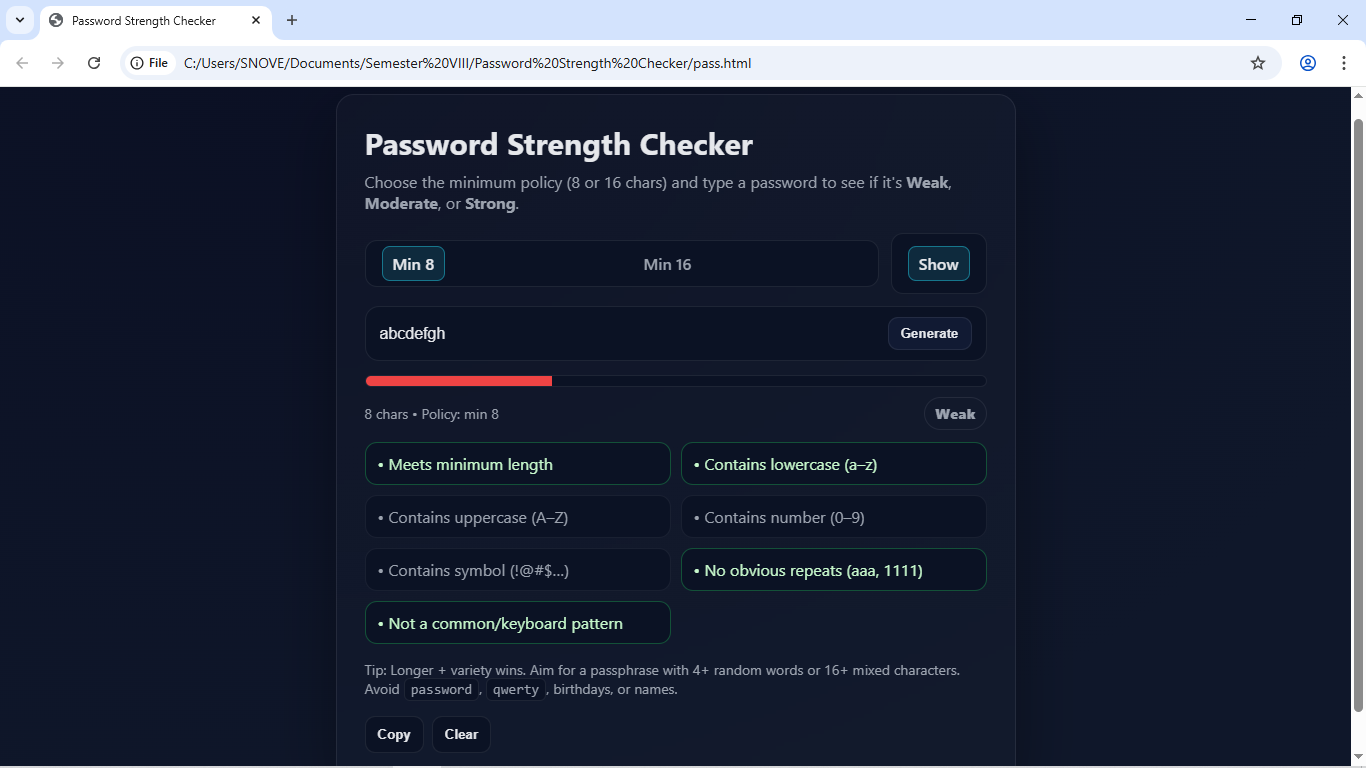 Password Strength Checker
File C:/Users/SNOVE/Documents/Semester%20VIII/Password%20Strength%20Checker/pass.html
Password Strength Checker
Choose the minimum policy (8 or 16 chars) and type a password to see if it's Weak,
Moderate, or Strong.
Min 8 Min 16 Show
abcdefgh Generate
8 chars • Policy: min 8 Weak
• Meets minimum length • Contains lowercase (a–z)
• Contains uppercase (A–Z) • Contains number (0–9)
• Contains symbol (!@#$…) • No obvious repeats (aaa, 1111)
• Not a common/keyboard pattern
Tip: Longer + variety wins. Aim for a passphrase with 4+ random words or 16+ mixed characters.
Avoid password, qwerty, birthdays, or names.
Copy Clear